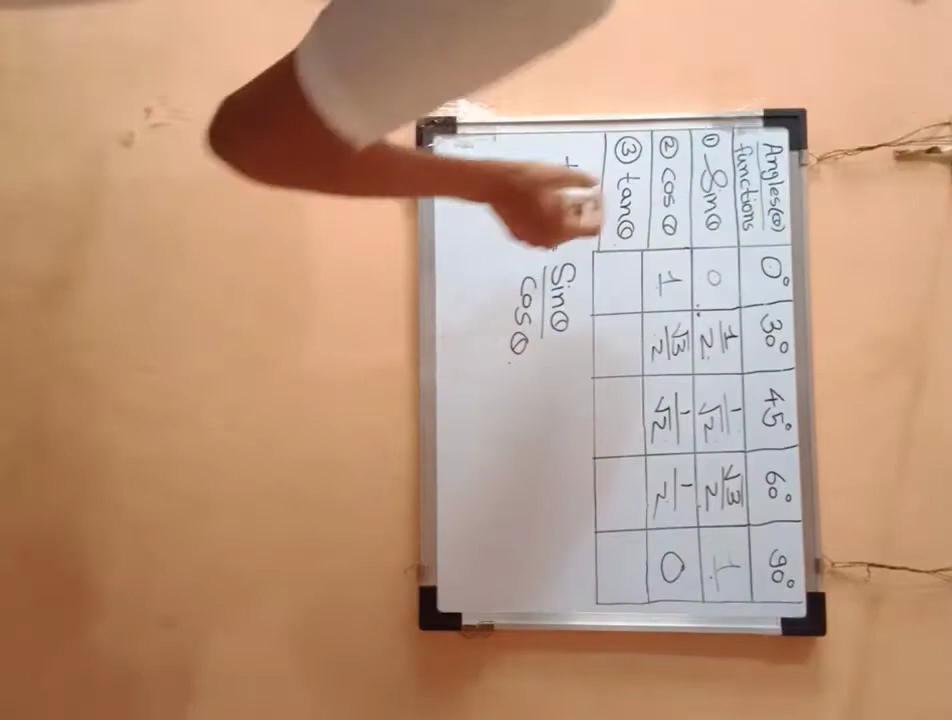 Angles(θ) 0° 30° 45° 60° 90°
functions
① Sinθ 0 1/2 1/√2 √3/2 1
② cos θ 1 √3/2 1/√2 1/2 0
③ tanθ
Sinθ
cos θ